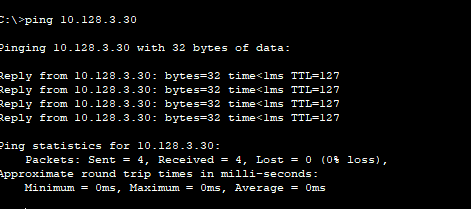 C:\>ping 10.128.3.30
Pinging 10.128.3.30 with 32 bytes of data:
Reply from 10.128.3.30: bytes=32 time<1ms TTL=127
Reply from 10.128.3.30: bytes=32 time<1ms TTL=127
Reply from 10.128.3.30: bytes=32 time<1ms TTL=127
Reply from 10.128.3.30: bytes=32 time<1ms TTL=127
Ping statistics for 10.128.3.30:
Packets: Sent = 4, Received = 4, Lost = 0 (0% loss),
Approximate round trip times in milli-seconds:
Minimum = 0ms, Maximum = 0ms, Average = 0ms